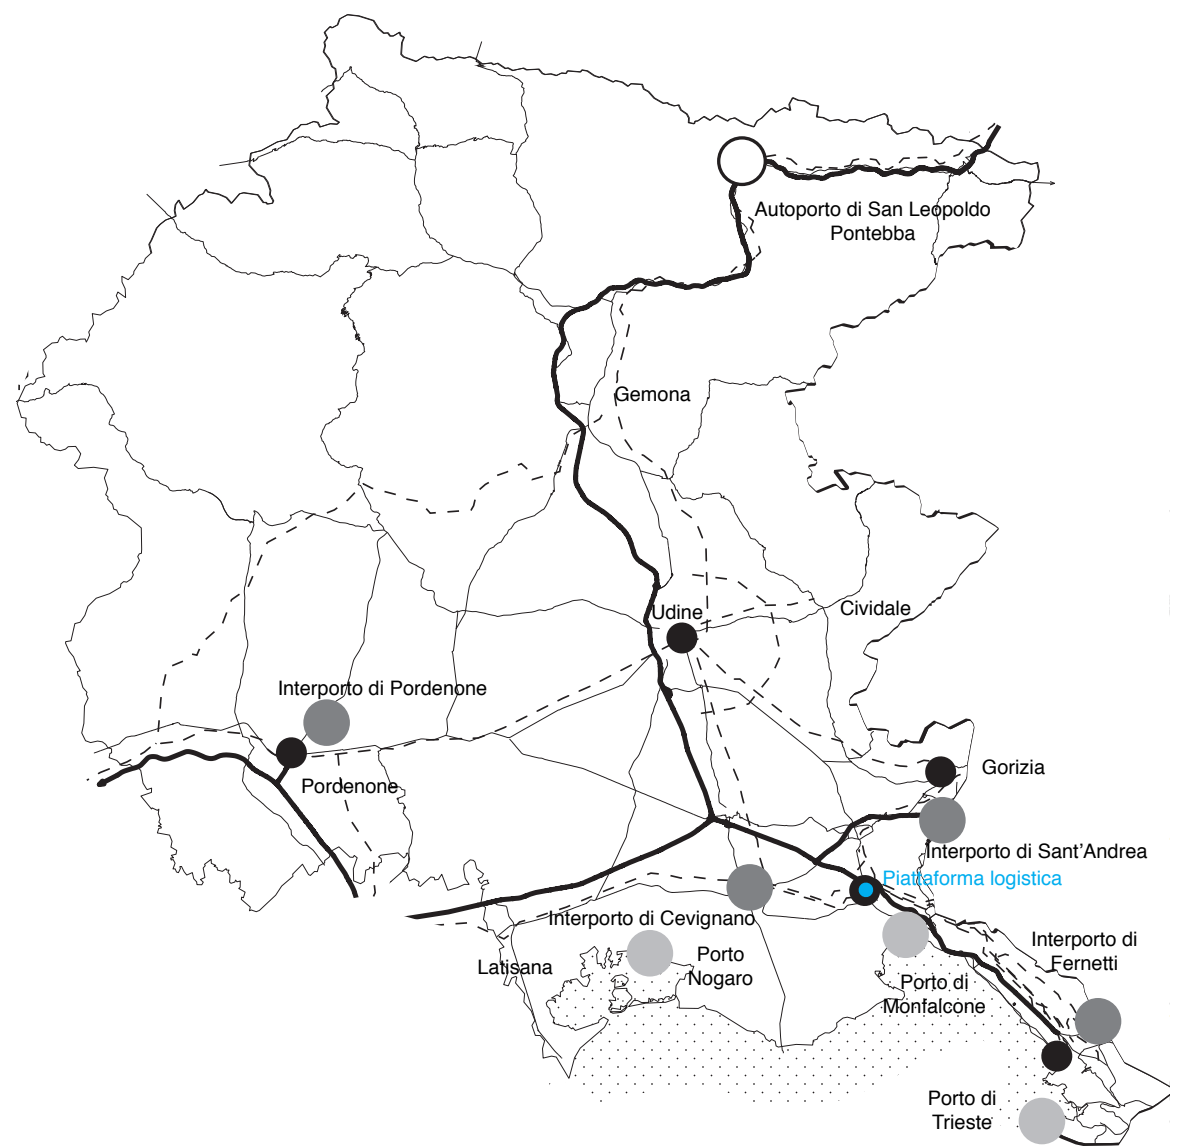 Autoporto di San Leopoldo
Pontebba
Gemona
Cividale
Udine
Interporto di Pordenone
Gorizia
Pordenone
Interporto di Sant'Andrea
Piattaforma logistica
Interporto di Cevignano
Interporto di
Fernetti
Porto
Nogaro
Latisana
Porto di
Monfalcone
Porto di
Trieste